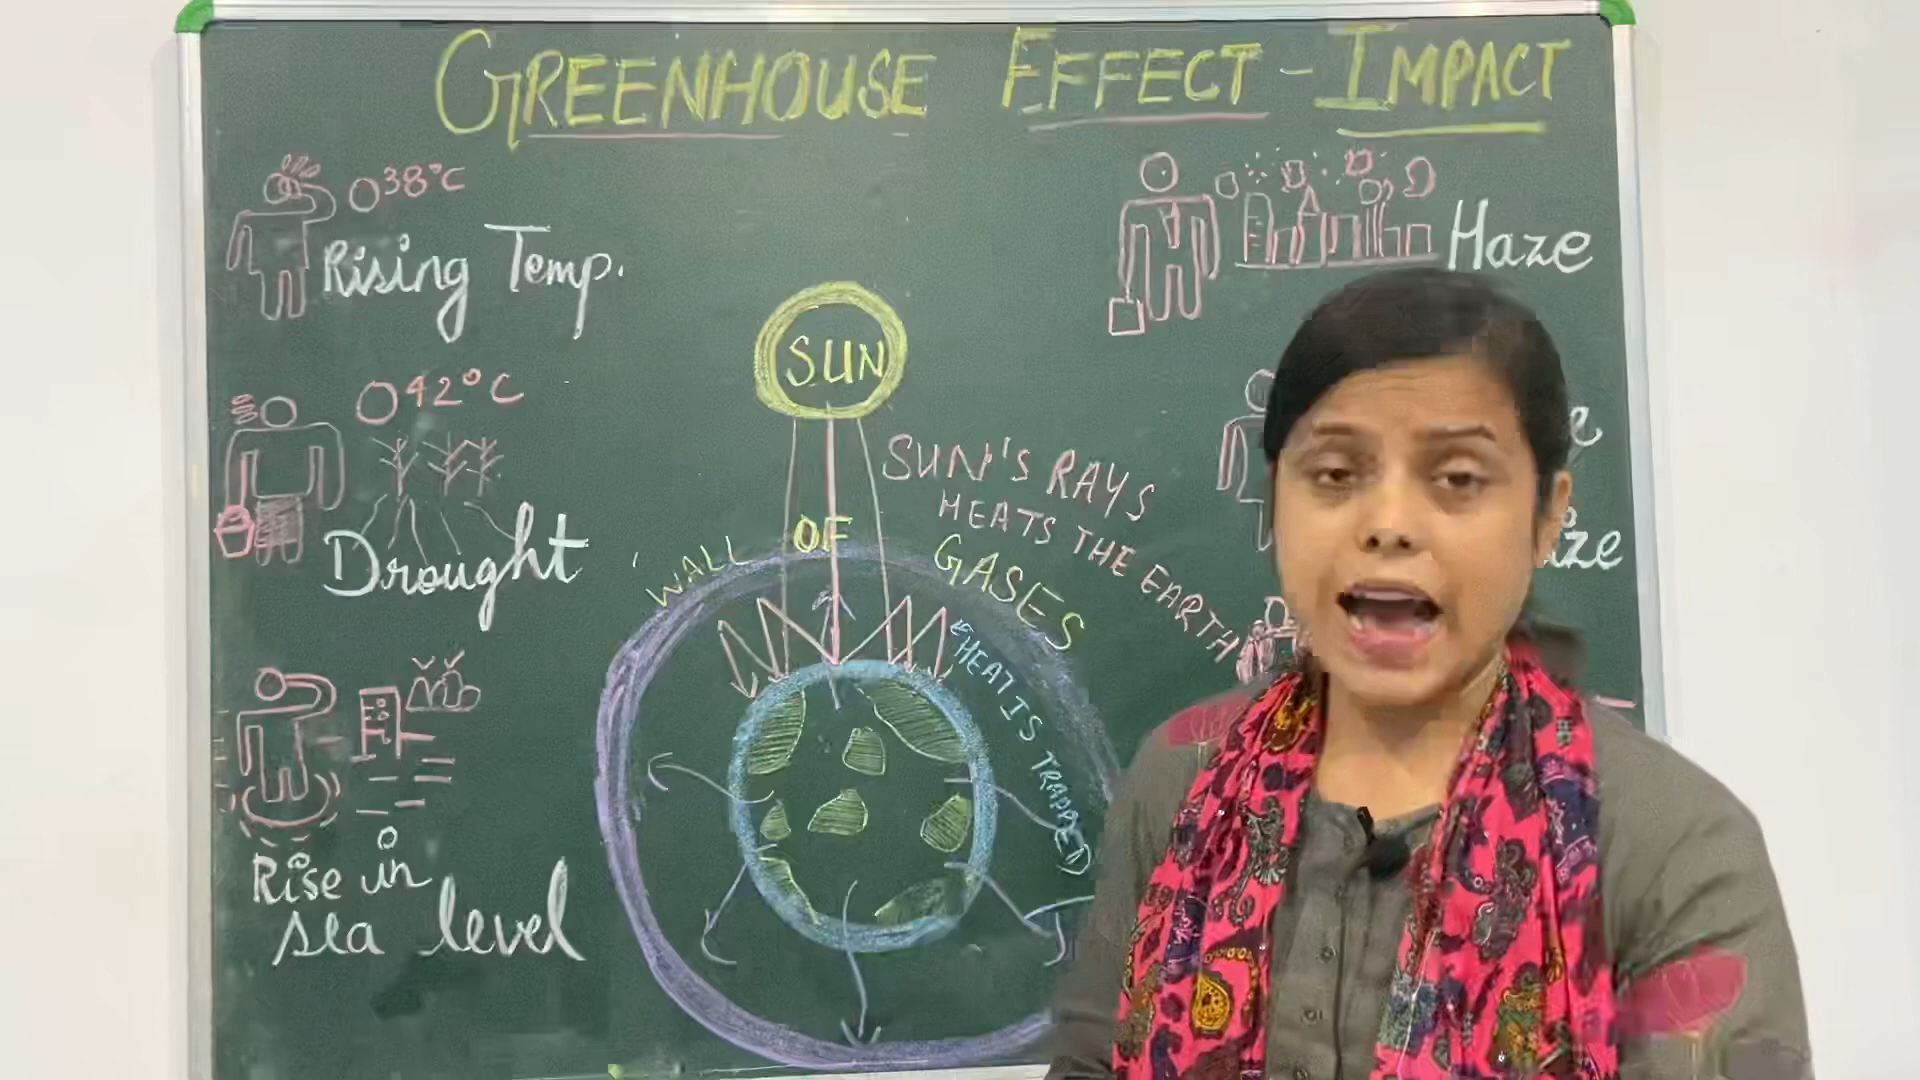 GREENHOUSE EFFECT - IMPACT
38°C
Rising Temp.
42°C
Drought
Rise in
sea level
SUN
SUN'S RAYS
HEATS THE EARTH
WALL OF GASES
HEAT IS TRAPPED
Haze